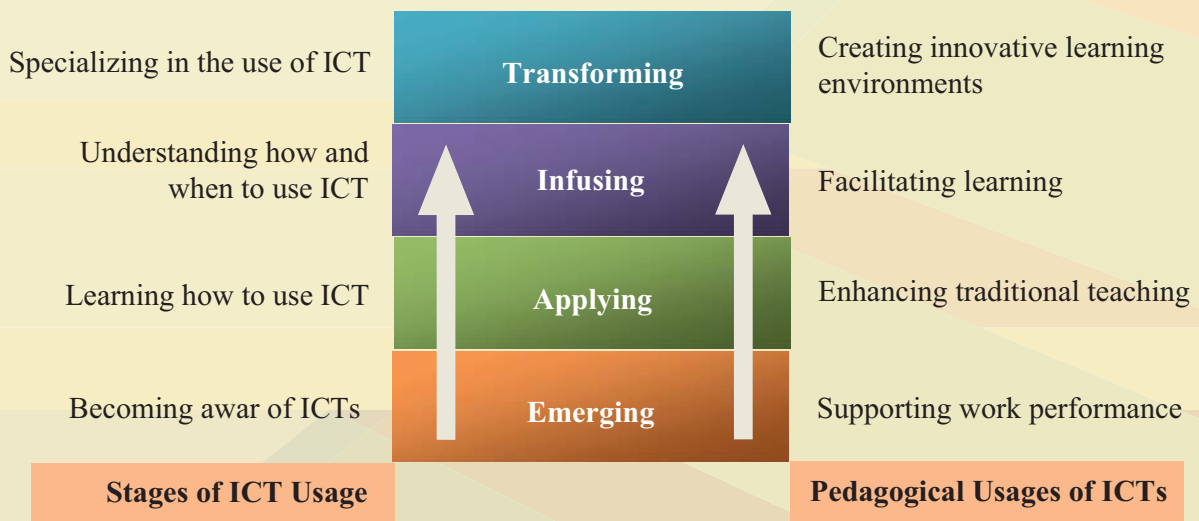 Specializing in the use of ICT
Transforming
Creating innovative learning
environments
Understanding how and
when to use ICT
Infusing
Facilitating learning
Learning how to use ICT
Applying
Enhancing traditional teaching
Becoming awar of ICTs
Emerging
Supporting work performance
Stages of ICT Usage
Pedagogical Usages of ICTs